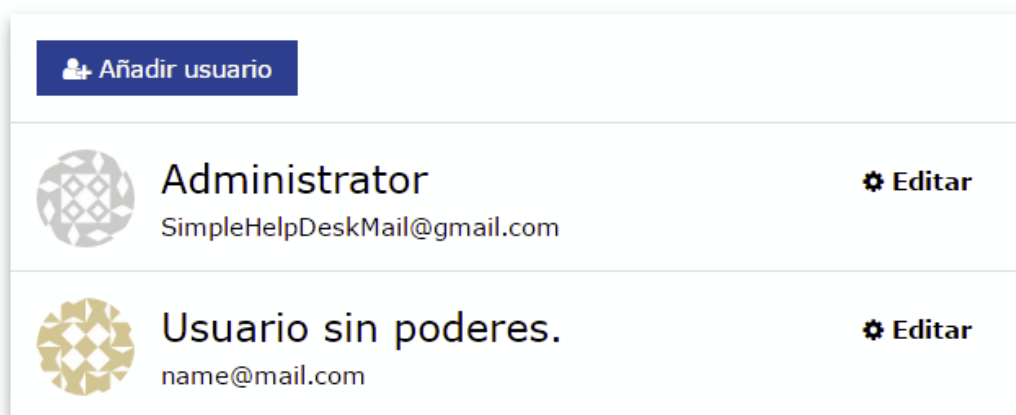 Añadir usuario
Administrator
Editar
SimpleHelpDeskMail@gmail.com
Usuario sin poderes.
Editar
name@mail.com